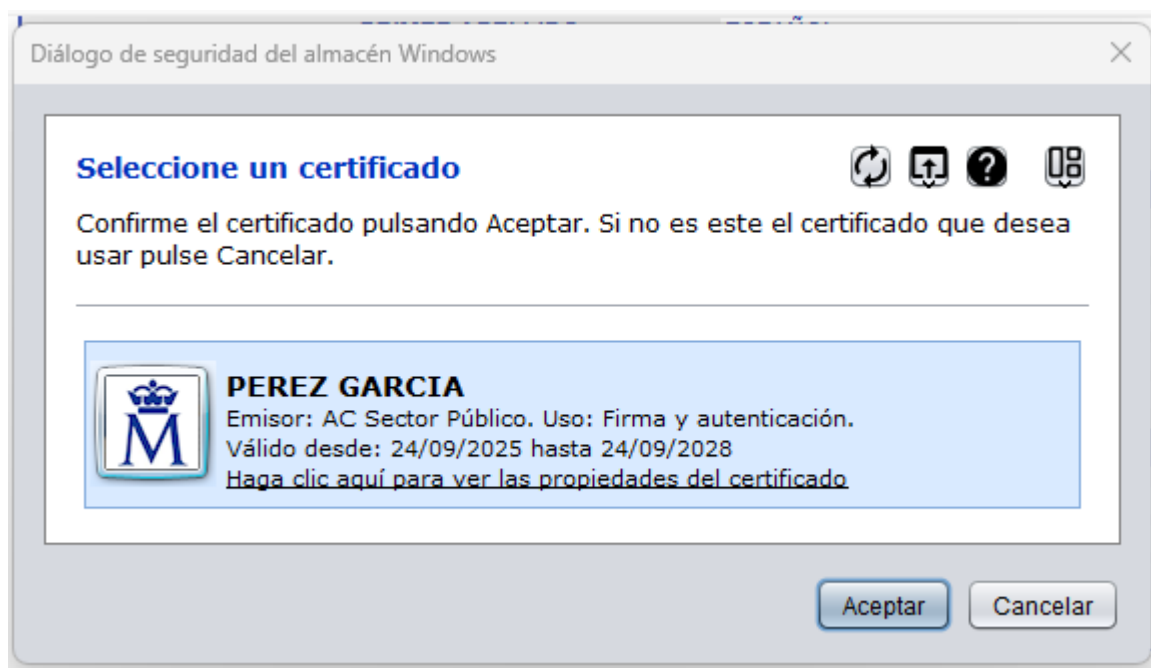 Diálogo de seguridad del almacén Windows
Seleccione un certificado
Confirme el certificado pulsando Aceptar. Si no es este el certificado que desea
usar pulse Cancelar.
M
PEREZ GARCIA
Emisor: AC Sector Público. Uso: Firma y autenticación.
Válido desde: 24/09/2025 hasta 24/09/2028
Haga clic aquí para ver las propiedades del certificado
Aceptar Cancelar